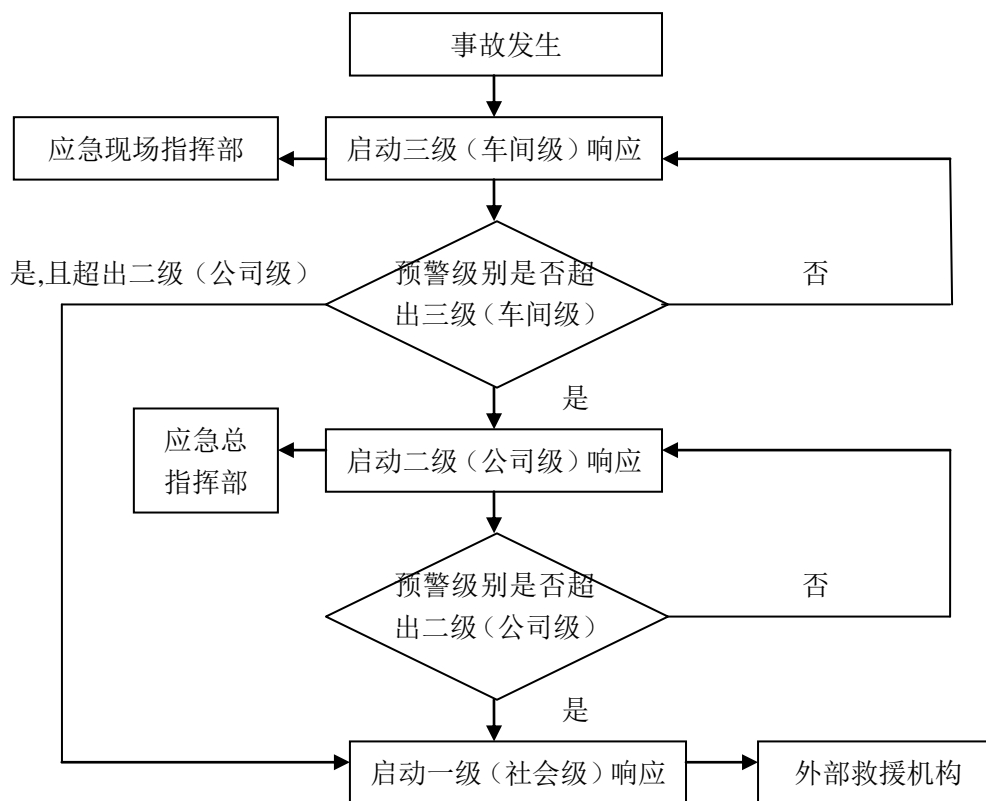 事故发生
应急现场指挥部
启动三级（车间级）响应
是,且超出二级（公司级）
预警级别是否超
出三级（车间级）
否
是
应急总
指挥部
启动二级（公司级）响应
预警级别是否超
出二级（公司级）
否
是
启动一级（社会级）响应
外部救援机构